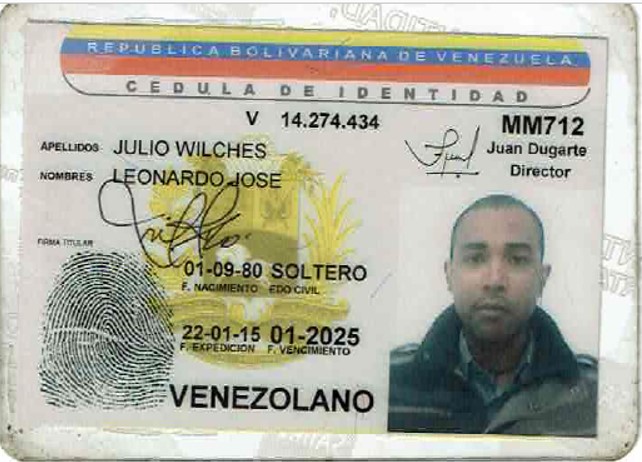 REPUBLICA BOLIVARIANA DE VENEZUELA
CEDULA DE IDENTIDAD
V 14.274.434
MM712
Juan Dugarte
Director
APELLIDOS JULIO WILCHES
NOMBRES LEONARDO JOSE
FIRMA TITULAR
01-09-80 SOLTERO
F. NACIMIENTO EDO CIVIL
22-01-15 01-2025
F. EXPEDICION F. VENCIMIENTO
VENEZOLANO